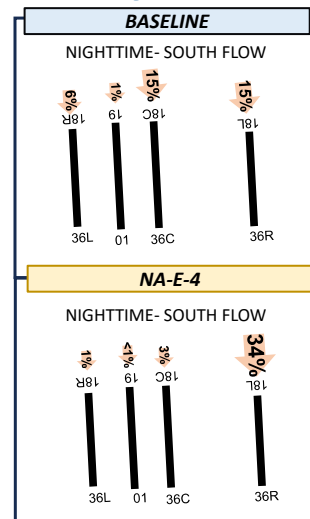 BASELINE
NIGHTTIME- SOUTH FLOW
6% 1% 15% 15%
18R 19 18C 18L
36L 01 36C 36R
NA-E-4
NIGHTTIME- SOUTH FLOW
1% <1% 3% 34%
18R 19 18C 18L
36L 01 36C 36R